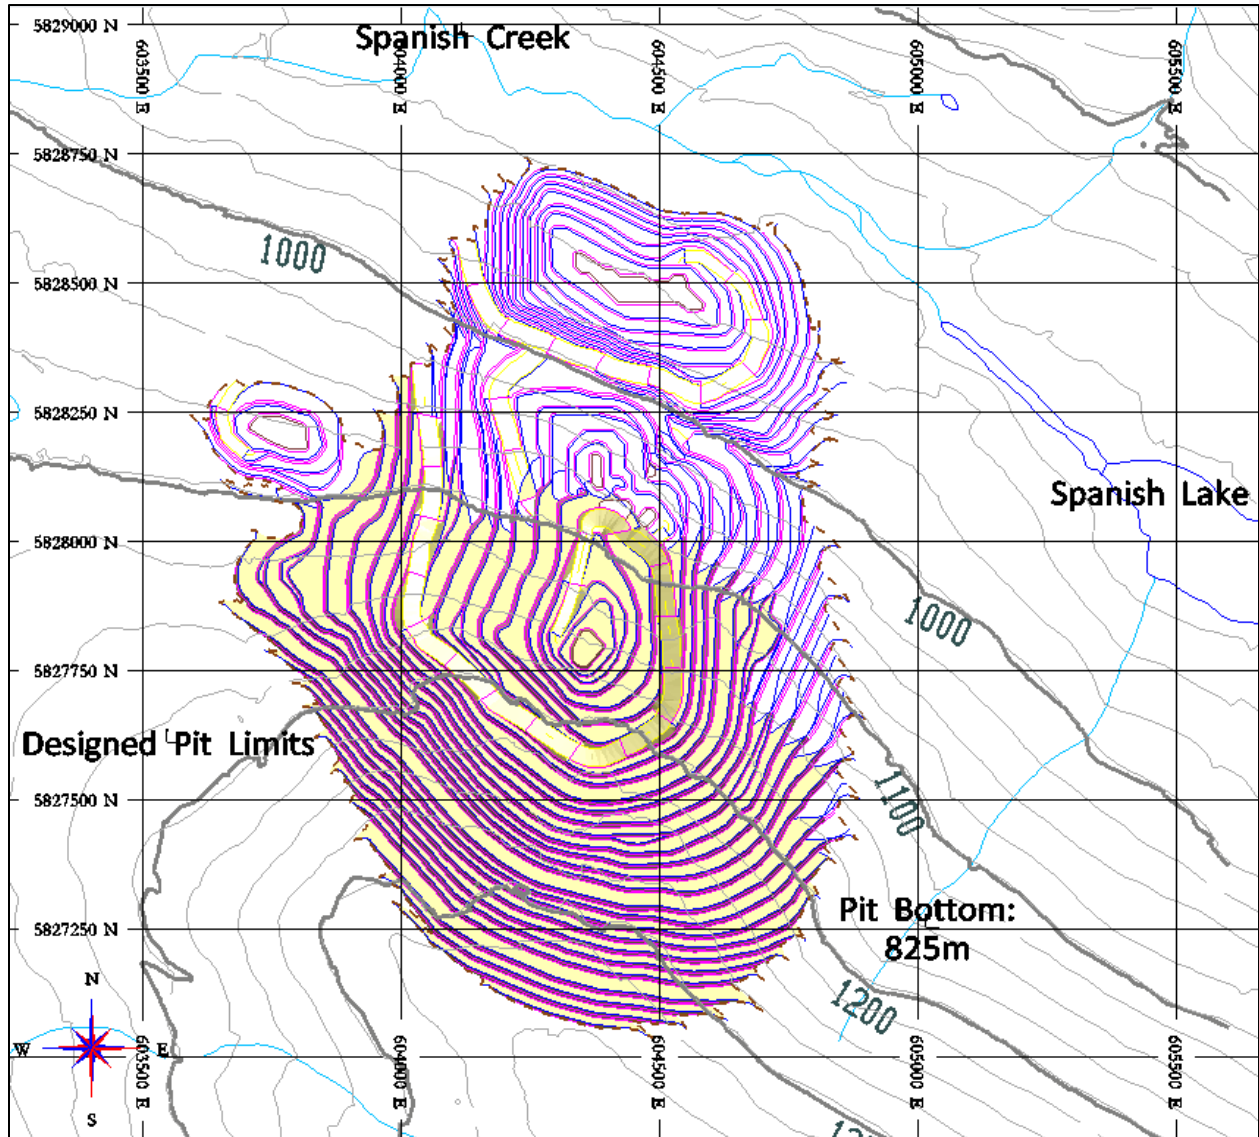 5829000 N
Spanish Creek
603500 E
604000 E
604500 E
605000 E
605500 E
5828750 N
1000
5828500 N
5828250 N
Spanish Lake
5828000 N
1000
5827750 N
Designed Pit Limits
1100
5827500 N
Pit Bottom:
825m
5827250 N
1200
N
W E
S
603500 E
604000 E
604500 E
605000 E
605500 E